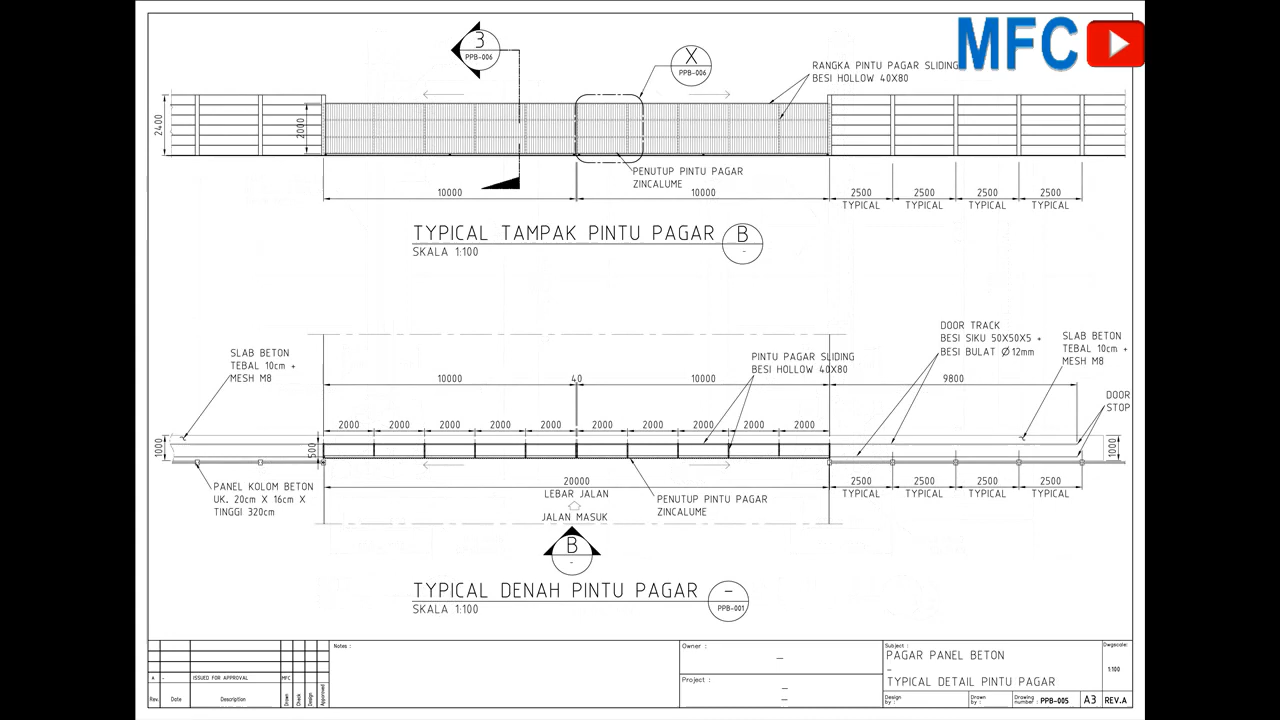 MFC
3
PPB-006
X
PPB-006
RANGKA PINTU PAGAR SLIDING
BESI HOLLOW 40X80
2400
2000
PENUTUP PINTU PAGAR
ZINCALUME
10000
10000
2500
TYPICAL
2500
TYPICAL
2500
TYPICAL
2500
TYPICAL
TYPICAL TAMPAK PINTU PAGAR
SKALA 1:100
B
-
DOOR TRACK
BESI SIKU 50X50X5 +
BESI BULAT Ø12mm
SLAB BETON
TEBAL 10cm +
MESH M8
SLAB BETON
TEBAL 10cm +
MESH M8
PINTU PAGAR SLIDING
BESI HOLLOW 40X80
10000
40
10000
9800
DOOR
STOP
2000
2000
2000
2000
2000
2000
2000
2000
2000
2000
1000
500
1000
PANEL KOLOM BETON
UK. 20cm X 16cm X
TINGGI 320cm
20000
LEBAR JALAN
JALAN MASUK
PENUTUP PINTU PAGAR
ZINCALUME
2500
TYPICAL
2500
TYPICAL
2500
TYPICAL
2500
TYPICAL
B
-
TYPICAL DENAH PINTU PAGAR
SKALA 1:100
-
PPB-001
Notes :
Owner :
-
Project :
-
-
Subject :
PAGAR PANEL BETON
-
TYPICAL DETAIL PINTU PAGAR
Dwgscale:
1:100
A
-
ISSUED FOR APPROVAL
MFC
Rev.
Date
Description
Drawn
Check
Design
Approved
Design
by :
Drawn
by :
Drawing
number :
PPB-005
A3
REV.A